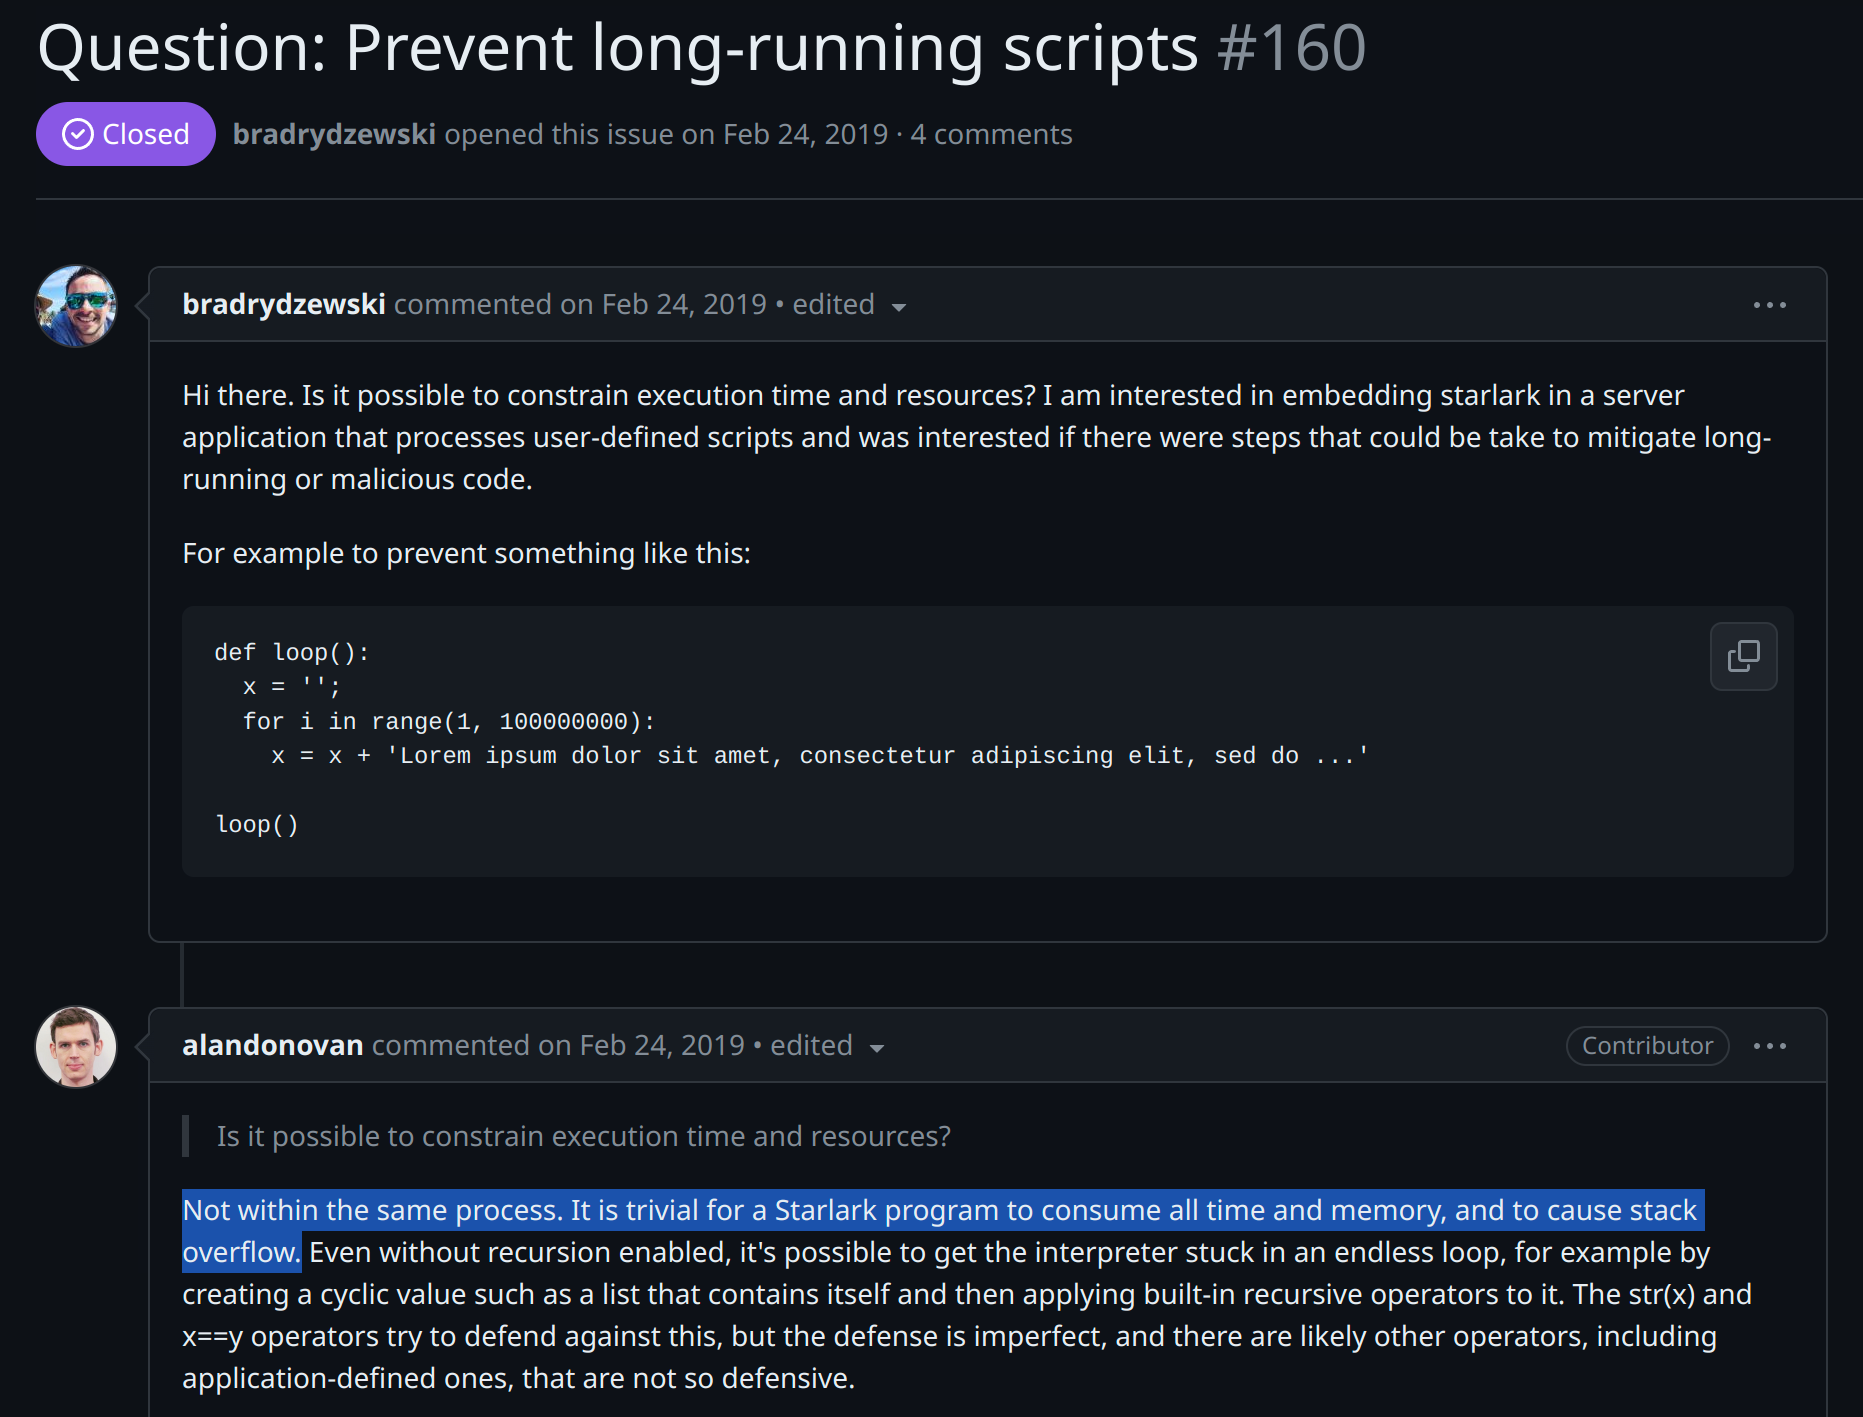 Question: Prevent long-running scripts #160
Closed bradrydzewski opened this issue on Feb 24, 2019 · 4 comments
bradrydzewski commented on Feb 24, 2019 • edited
Hi there. Is it possible to constrain execution time and resources? I am interested in embedding starlark in a server
application that processes user-defined scripts and was interested if there were steps that could be take to mitigate long-
running or malicious code.
For example to prevent something like this:
def loop():
  x = '';
  for i in range(1, 100000000):
    x = x + 'Lorem ipsum dolor sit amet, consectetur adipiscing elit, sed do ...'
loop()
alandonovan commented on Feb 24, 2019 • edited Contributor
Is it possible to constrain execution time and resources?
Not within the same process. It is trivial for a Starlark program to consume all time and memory, and to cause stack
overflow. Even without recursion enabled, it's possible to get the interpreter stuck in an endless loop, for example by
creating a cyclic value such as a list that contains itself and then applying built-in recursive operators to it. The str(x) and
x==y operators try to defend against this, but the defense is imperfect, and there are likely other operators, including
application-defined ones, that are not so defensive.